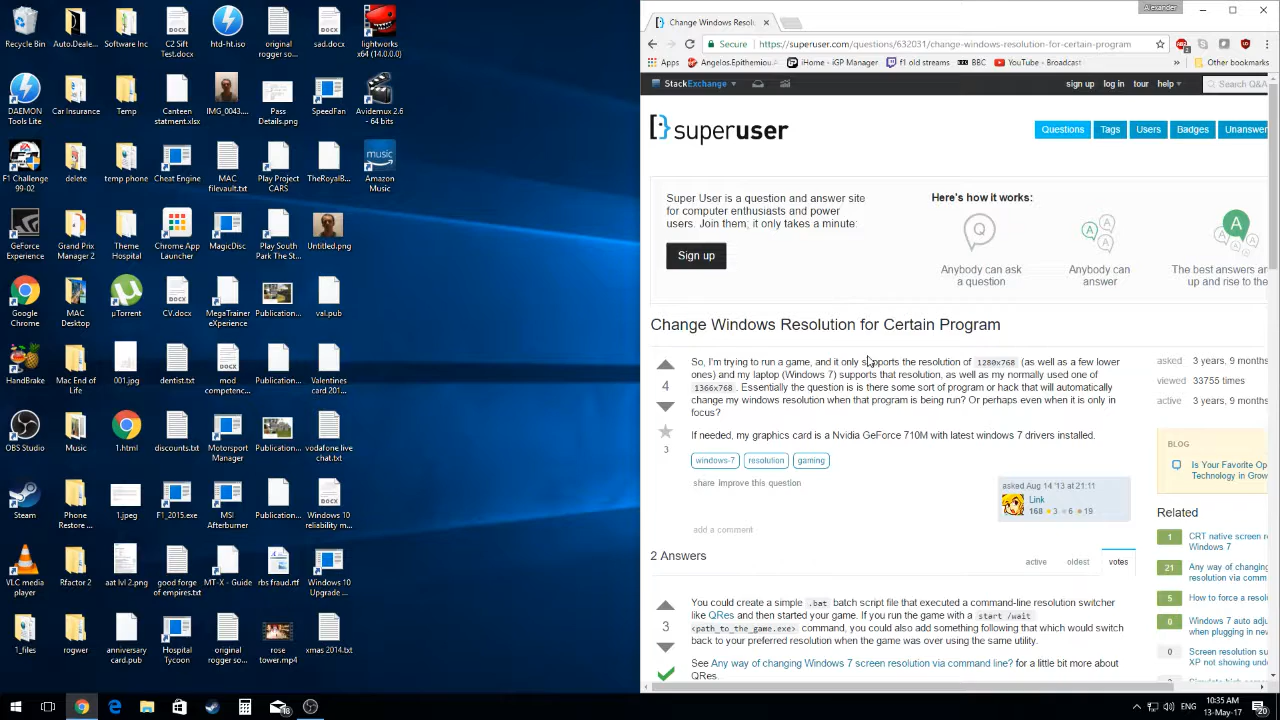 Recycle Bin
Auto.Deale...
Software Inc
C2 Sift Test.docx
htd-ht.iso
original rogger so...
sad.docx
lightworks x64 (14.0.0.0)
DAEMON Tools Lite
Car Insurance
Temp
Canteen statment.xlsx
IMG_0043....
Pass Details.png
SpeedFan
Avidemux 2.6 - 64 bits
F1 Challenge 99-02
delete
temp phone
Cheat Engine
MAC filevault.txt
Play Project CARS
TheRoyalB...
music
Amazon Music
GeForce Experience
Grand Prix Manager 2
Theme Hospital
Chrome App Launcher
MagicDisc
Play South Park The St...
Untitled.png
Google Chrome
MAC Desktop
µTorrent
CV.docx
MegaTrainer eXperience
Publication...
val.pub
HandBrake
Mac End of Life
001.jpg
dentist.txt
mod competenc...
Publication...
Valentines card 201...
OBS Studio
Music
1.html
discounts.txt
Motorsport Manager
Publication...
vodafone live chat.txt
Steam
Phone Restore ...
1.jpeg
F1_2015.exe
MSI Afterburner
Publication...
Windows 10 reliability m...
VLC media player
Rfactor 2
aat lvl 2.png
good forge of empires.txt
MT-X - Guide
rbs fraud.rtf
Windows 10 Upgrade ...
1_files
rogwer
anniversary card.pub
Hospital Tycoon
original rogger so...
rose tower.mp4
xmas 2014.txt
Alexander
Change Windows Resolu
Secure
https://superuser.com/questions/632031/change-windows-resolution-for-certain-program
Apps
Angelos.Epithemiou...
iHome - iGP Manager
f1 old streams
BBC
YouTube - Broadcast
»
Other bookmarks
StackExchange
sign up
log in
tour
help
Search Q&A
superuser
Questions
Tags
Users
Badges
Unanswer
Super User is a question and answer site
for computer enthusiasts and power
users. Join them; it only takes a minute:
Sign up
Here's how it works:
Q
A
A
A
A
Anybody can ask
a question
Anybody can
answer
The best answers ar
up and rise to the
Change Windows Resolution for Certain Program
4
So, I'm trying to run a game, and it only supports the resolution of 1280x768 (as well as a few lower
ones) and my laptop (Windows 7) supports that resolution, as well as my normally used one of
1366x768. Essentially the question is is there some sort of program or hack that will automatically
change my windows resolution when that program is being run? Or perhaps even when it is only in
focus?
3
If needed, my graphics card is a Nvidia GeForce 710M with latest windows 7 drivers installed.
windows-7
resolution
gaming
share improve this question
asked Aug 14 '13 at 21:11
Link
168 3 6 19
add a comment
2 Answers
active
oldest
votes
3
You could create a simple .bat batch script file that executed a command-line resolution switcher
like QRes and then started your game. If you run the game with a start /wait
<path_to_the_game.exe> command, you could also add something following that which would switch
back to your preferred resolution when the game was over using the same utility.
See Any way of changing Windows 7 screen resolution via command line? for a little bit more about
QRes.
asked
3 years, 9 months
viewed
33755 times
active
3 years, 9 months
BLOG
Is Your Favorite Op
Technology in Grow
Related
1
CRT native screen r
Windows 7
21
Any way of changing
resolution via comm
5
How to force a resol
0
Windows 7 auto adju
when plugging in new
0
Screen resolution su
XP not showing unde
18
ENG
10:35 AM
13-May-17
20